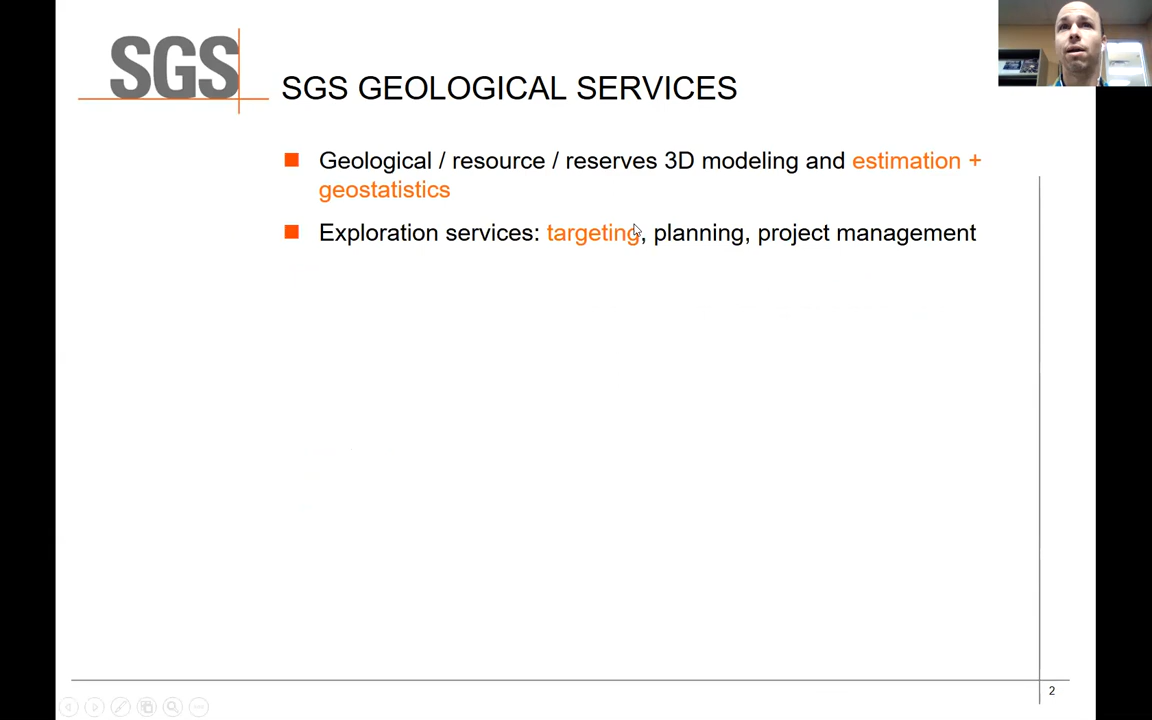 SGS
SGS GEOLOGICAL SERVICES
Geological / resource / reserves 3D modeling and estimation +
geostatistics
Exploration services: targeting, planning, project management
2